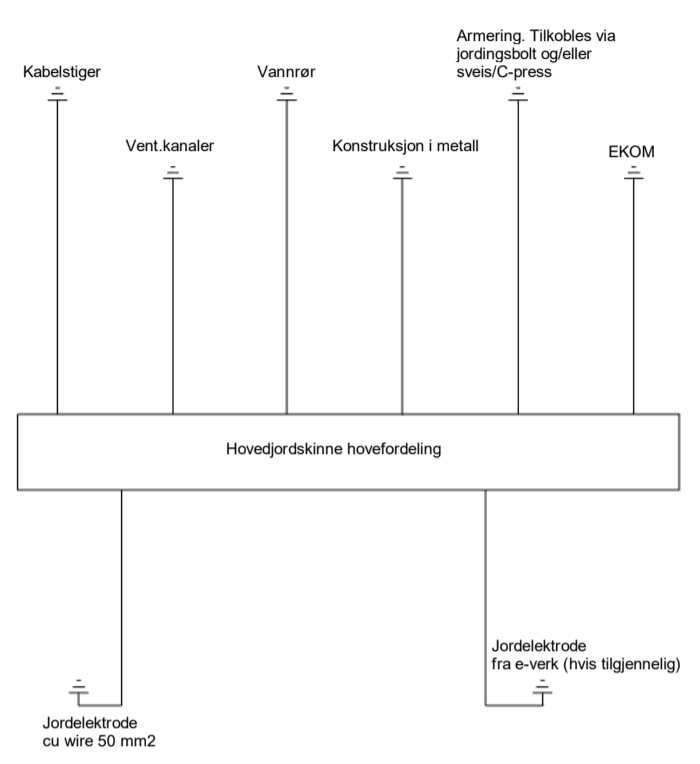 Armering. Tilkobles via
jordingsbolt og/eller
sveis/C-press
Kabelstiger
Vannrør
Vent.kanaler
Konstruksjon i metall
EKOM
Hovedjordskinne hovefordeling
Jordelektrode
fra e-verk (hvis tilgjennelig)
Jordelektrode
cu wire 50 mm2